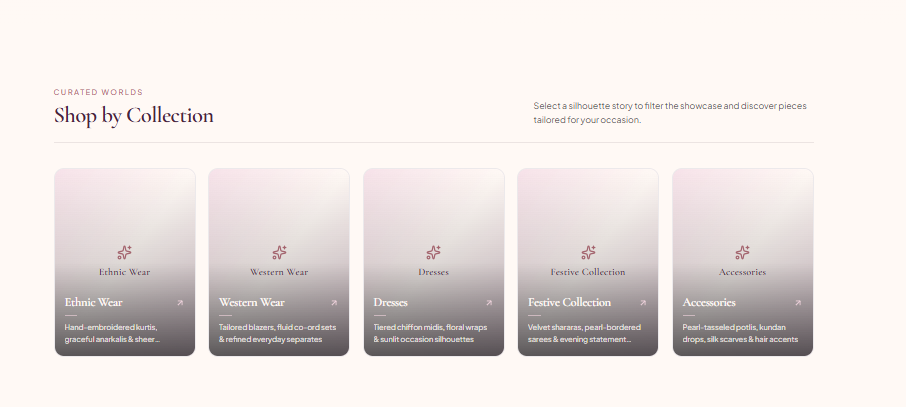 CURATED WORLDS
Shop by Collection
Select a silhouette story to filter the showcase and discover pieces
tailored for your occasion.
Ethnic Wear
Ethnic Wear
Hand-embroidered kurtis,
graceful anarkalis & sheer...
Western Wear
Western Wear
Tailored blazers, fluid co-ord sets
& refined everyday separates
Dresses
Dresses
Tiered chiffon midis, floral wraps
& sunlit occasion silhouettes
Festive Collection
Festive Collection
Velvet shararas, pearl-bordered
sarees & evening statement...
Accessories
Accessories
Pearl-tasseled potlis, kundan
drops, silk scarves & hair accents